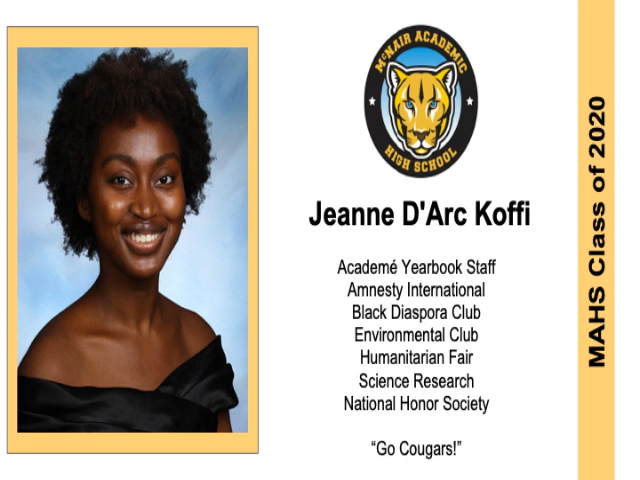 McNAIR ACADEMIC
HIGH SCHOOL
Jeanne D'Arc Koffi
Academé Yearbook Staff
Amnesty International
Black Diaspora Club
Environmental Club
Humanitarian Fair
Science Research
National Honor Society
“Go Cougars!”
MAHS Class of 2020